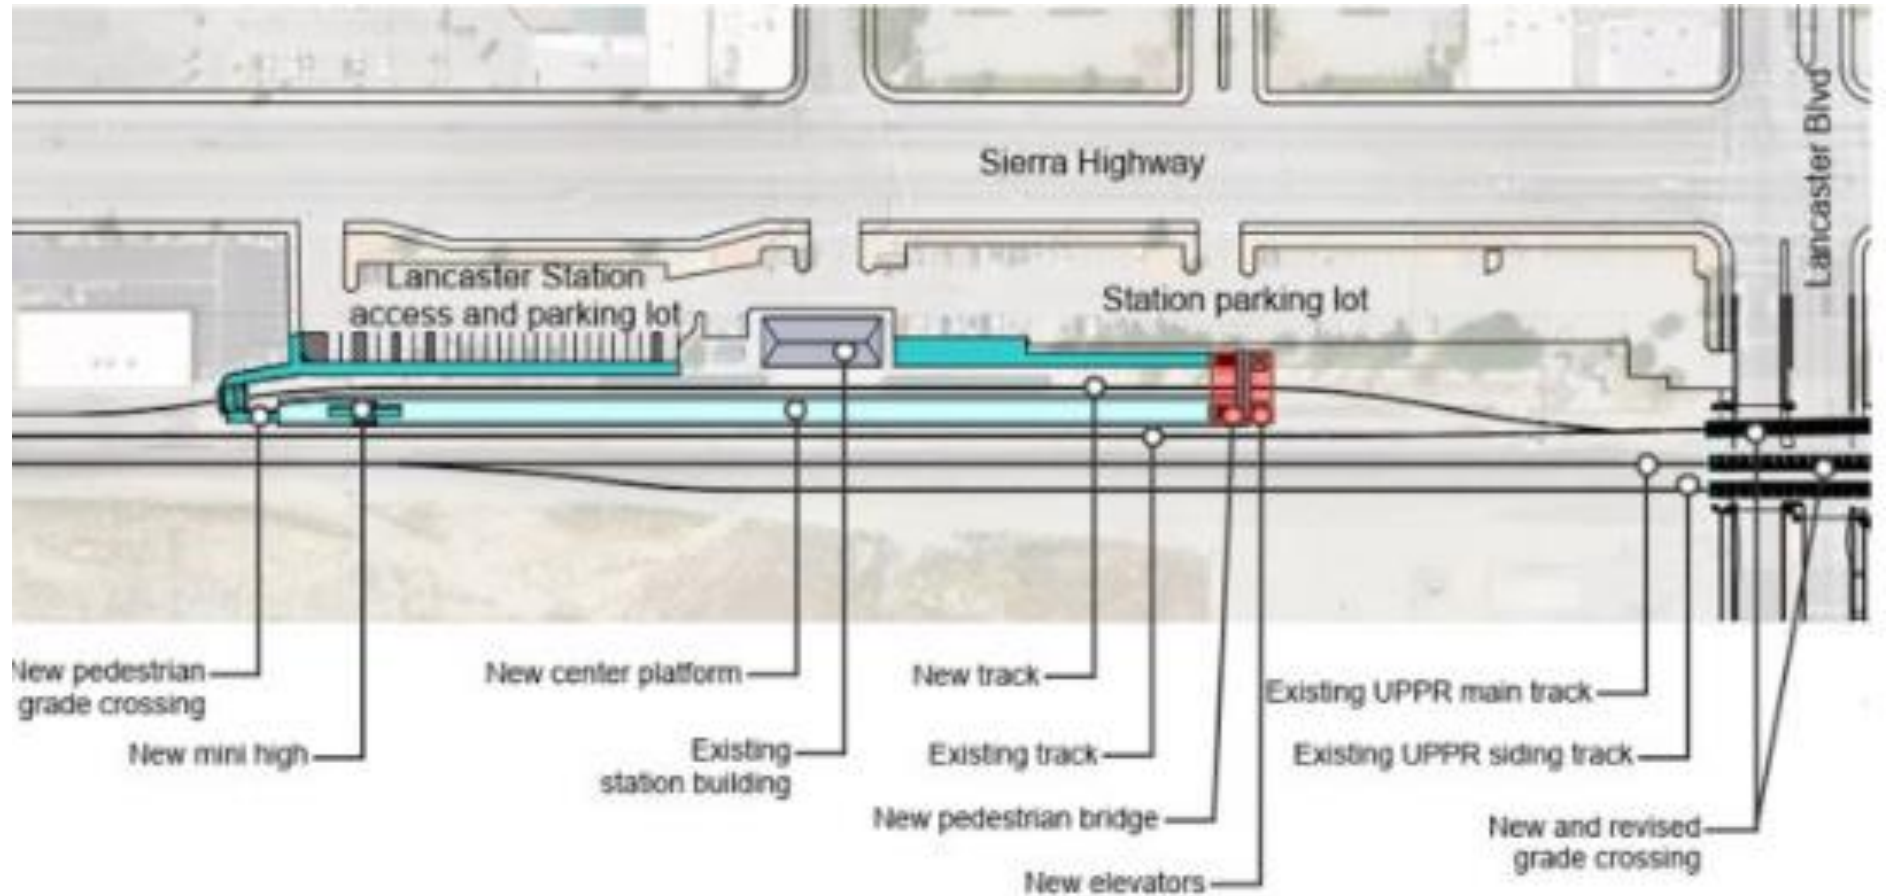 Sierra Highway
Lancaster Blvd
Lancaster Station
access and parking lot
Station parking lot
New pedestrian
grade crossing
New mini high
New center platform
Existing
station building
New track
Existing track
New pedestrian bridge
New elevators
Existing UPPR main track
Existing UPPR siding track
New and revised
grade crossing